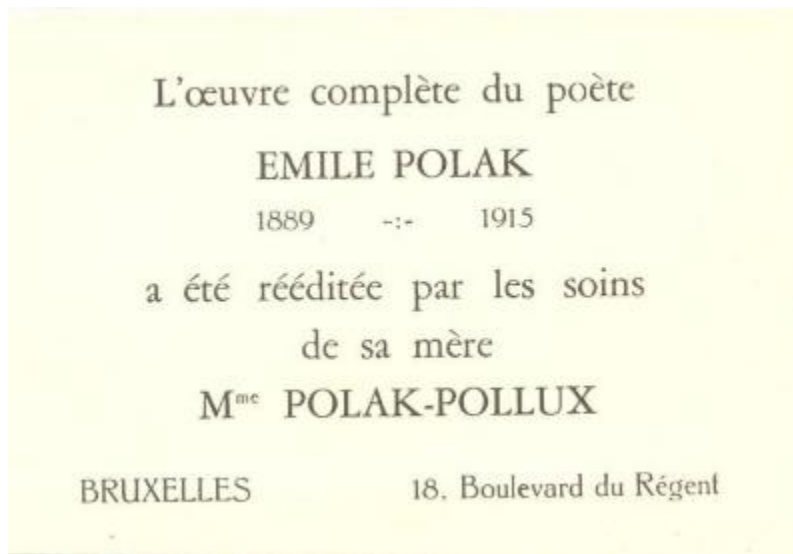 L'œuvre complète du poète
EMILE POLAK
1889 -:- 1915
a été rééditée par les soins
de sa mère
Mme POLAK-POLLUX
BRUXELLES 18. Boulevard du Régent